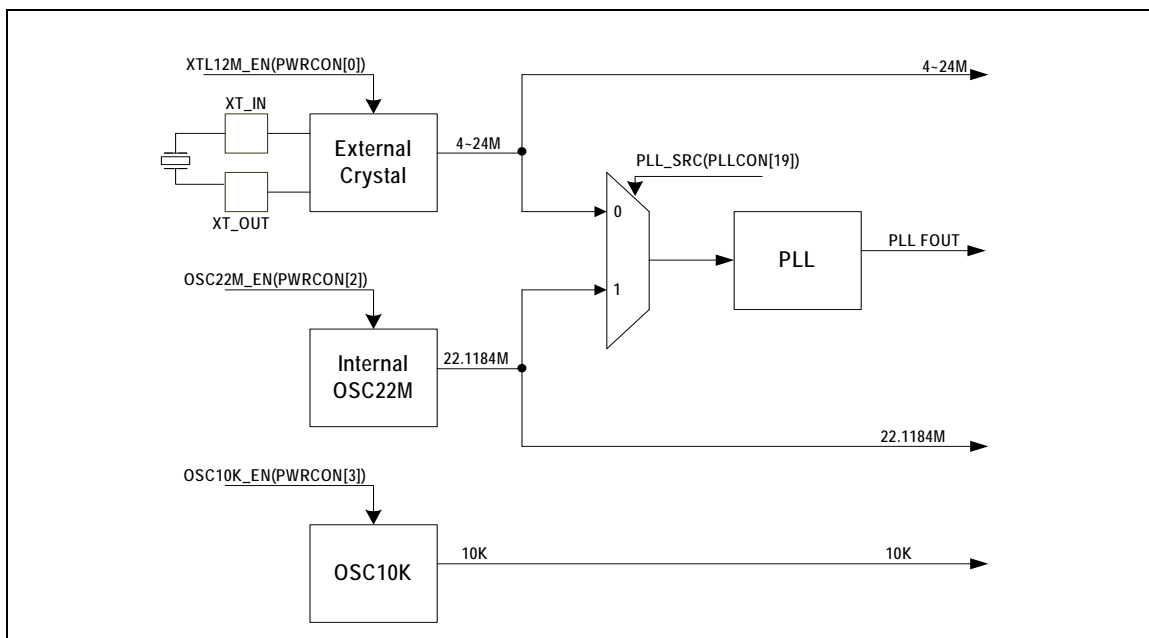 XTL12M_EN(PWRCON[0])
4~24M
XT_IN
External
Crystal
4~24M
XT_OUT
PLL_SRC(PLLCON[19])
0
PLL
PLL FOUT
OSC22M_EN(PWRCON[2])
1
Internal
OSC22M
22.1184M
22.1184M
OSC10K_EN(PWRCON[3])
OSC10K
10K
10K